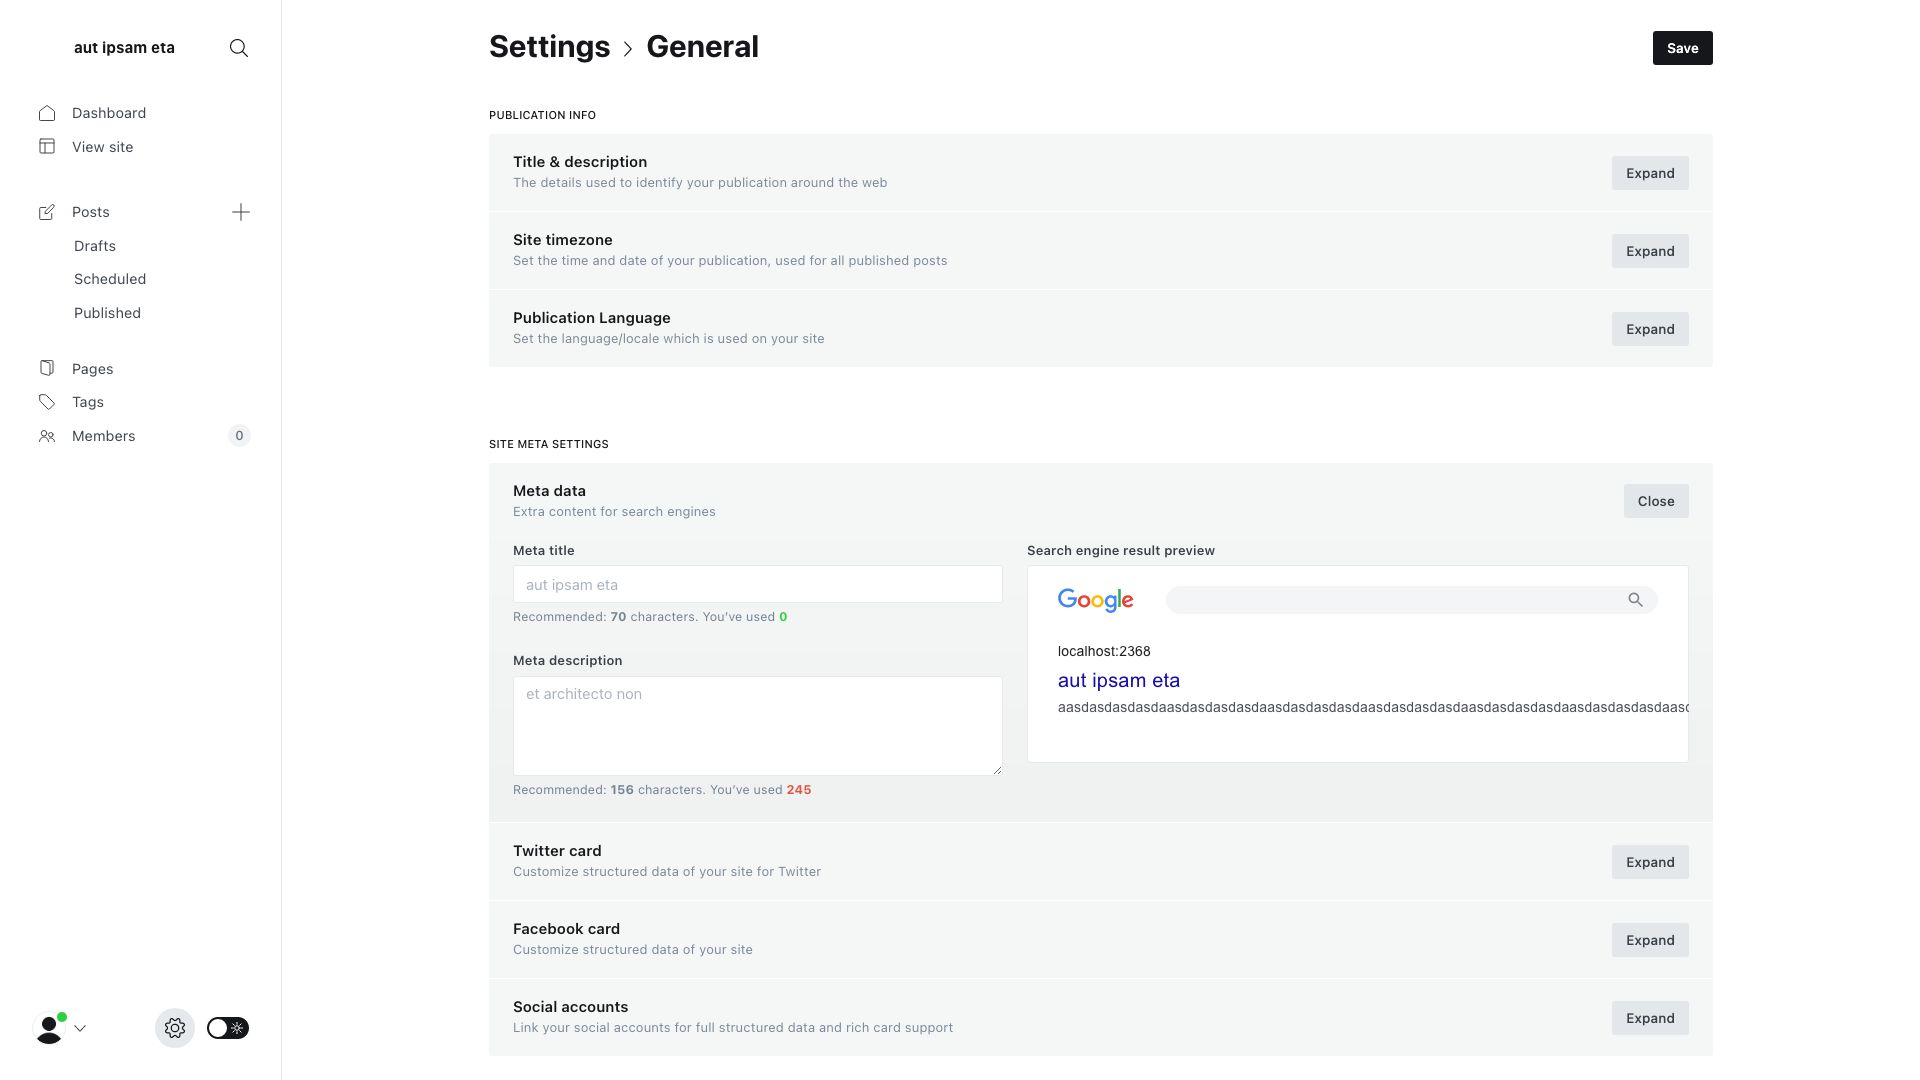 aut ipsam eta
Dashboard
View site
Posts
Drafts
Scheduled
Published
Pages
Tags
Members 0
Settings General
Save
PUBLICATION INFO
Title & description
The details used to identify your publication around the web
Expand
Site timezone
Set the time and date of your publication, used for all published posts
Expand
Publication Language
Set the language/locale which is used on your site
Expand
SITE META SETTINGS
Meta data
Extra content for search engines
Close
Meta title
aut ipsam eta
Recommended: 70 characters. You’ve used 0
Meta description
et architecto non
Recommended: 156 characters. You’ve used 245
Search engine result preview
Google
localhost:2368
aut ipsam eta
aasdasdasdasdaasdasdasdasdaasdasdasdasdaasdasdasdasdaasdasdasdasdaasdasdasdasdaasd
Twitter card
Customize structured data of your site for Twitter
Expand
Facebook card
Customize structured data of your site
Expand
Social accounts
Link your social accounts for full structured data and rich card support
Expand